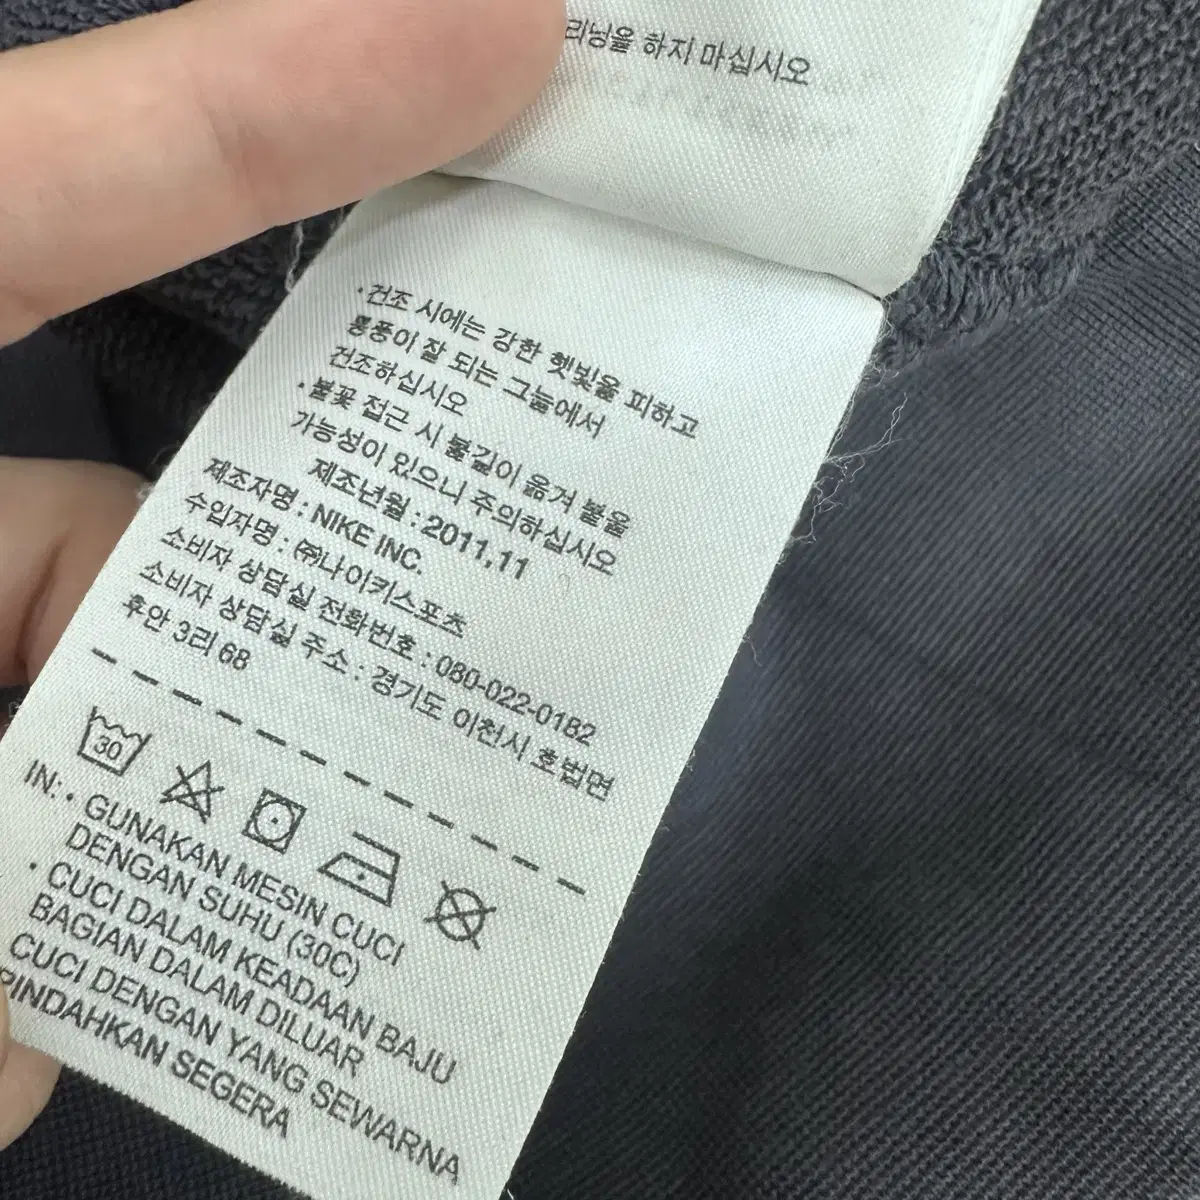 리닝을 하지 마십시오
· 건조 시에는 강한 햇빛을 피하고
통풍이 잘 되는 그늘에서
건조하십시오
· 불꽃 접근 시 불길이 옮겨 붙을
가능성이 있으니 주의하십시오
제조년월 : 2011,11
제조자명 : NIKE INC.
수입자명 : ㈜나이키스포츠
소비자 상담실 전화번호 : 080-022-0182
소비자 상담실 주소 : 경기도 이천시 호법면
후안 3리 68
30
IN: · GUNAKAN MESIN CUCI
DENGAN SUHU (30C)
· CUCI DALAM KEADAAN BAJU
BAGIAN DALAM DILUAR
CUCI DENGAN YANG SEWARNA
PINDAHKAN SEGERA